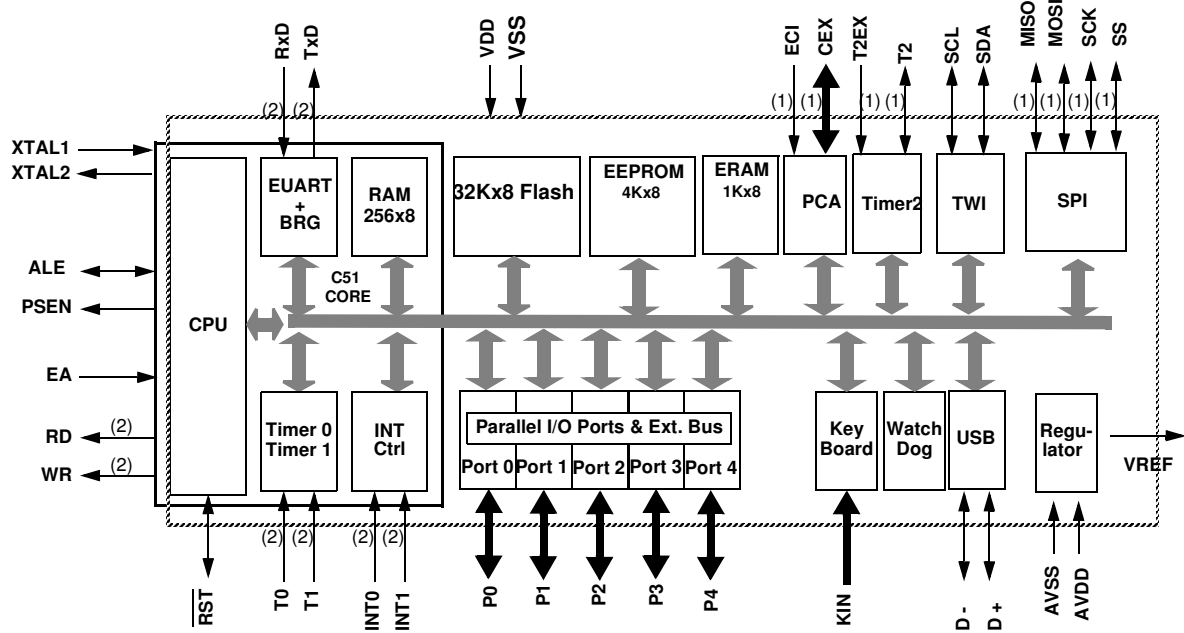 RxD
TxD
VDD
VSS
ECI
CEX
T2EX
T2
SCL
SDA
MISO
MOSI
SCK
SS
(2)
(2)
(1)
(1)
(1)
(1)
(1)
(1)
(1)
(1)
XTAL1
XTAL2
ALE
PSEN
EA
RD
(2)
WR
(2)
CPU
EUART
+
BRG
RAM
256x8
C51
CORE
32Kx8 Flash
EEPROM
4Kx8
ERAM
1Kx8
PCA
Timer2
TWI
SPI
Timer 0
Timer 1
INT
Ctrl
Parallel I/O Ports & Ext. Bus
Port 0
Port 1
Port 2
Port 3
Port 4
Key
Board
Watch
Dog
USB
Regu-
lator
VREF
(2)
(2)
(2)
(2)
RST
T0
T1
INT0
INT1
P0
P1
P2
P3
P4
KIN
D -
D +
AVSS
AVDD